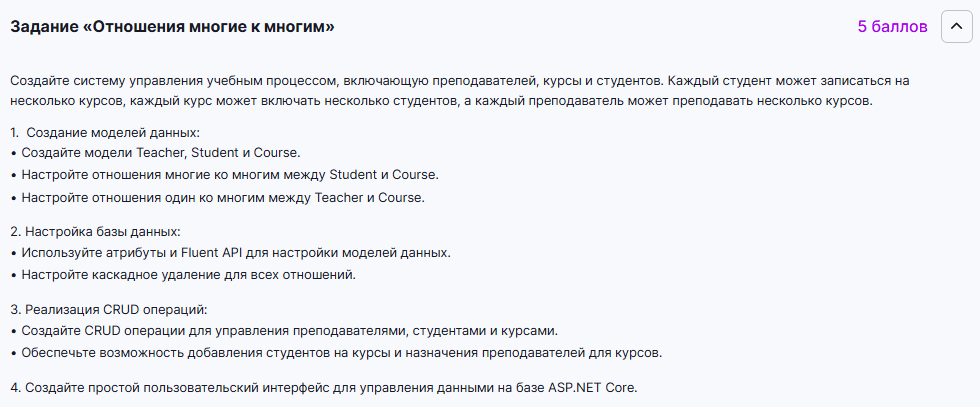 Задание «Отношения многие к многим»
5 баллов
Создайте систему управления учебным процессом, включающую преподавателей, курсы и студентов. Каждый студент может записаться на
несколько курсов, каждый курс может включать несколько студентов, а каждый преподаватель может преподавать несколько курсов.
1. Создание моделей данных:
• Создайте модели Teacher, Student и Course.
• Настройте отношения многие ко многим между Student и Course.
• Настройте отношения один ко многим между Teacher и Course.
2. Настройка базы данных:
• Используйте атрибуты и Fluent API для настройки моделей данных.
• Настройте каскадное удаление для всех отношений.
3. Реализация CRUD операций:
• Создайте CRUD операции для управления преподавателями, студентами и курсами.
• Обеспечьте возможность добавления студентов на курсы и назначения преподавателей для курсов.
4. Создайте простой пользовательский интерфейс для управления данными на базе ASP.NET Core.